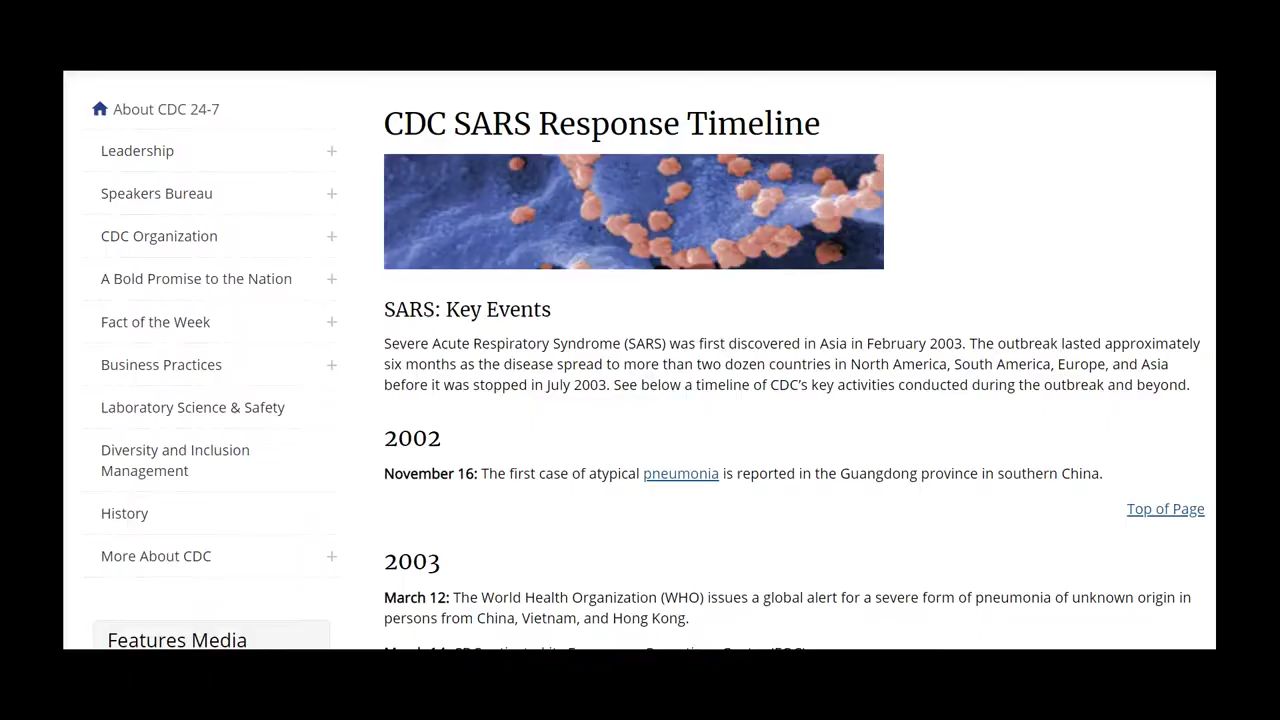 About CDC 24-7
Leadership
Speakers Bureau
CDC Organization
A Bold Promise to the Nation
Fact of the Week
Business Practices
Laboratory Science & Safety
Diversity and Inclusion
Management
History
More About CDC
Features Media
CDC SARS Response Timeline
SARS: Key Events
Severe Acute Respiratory Syndrome (SARS) was first discovered in Asia in February 2003. The outbreak lasted approximately
six months as the disease spread to more than two dozen countries in North America, South America, Europe, and Asia
before it was stopped in July 2003. See below a timeline of CDC’s key activities conducted during the outbreak and beyond.
2002
November 16: The first case of atypical pneumonia is reported in the Guangdong province in southern China.
Top of Page
2003
March 12: The World Health Organization (WHO) issues a global alert for a severe form of pneumonia of unknown origin in
persons from China, Vietnam, and Hong Kong.